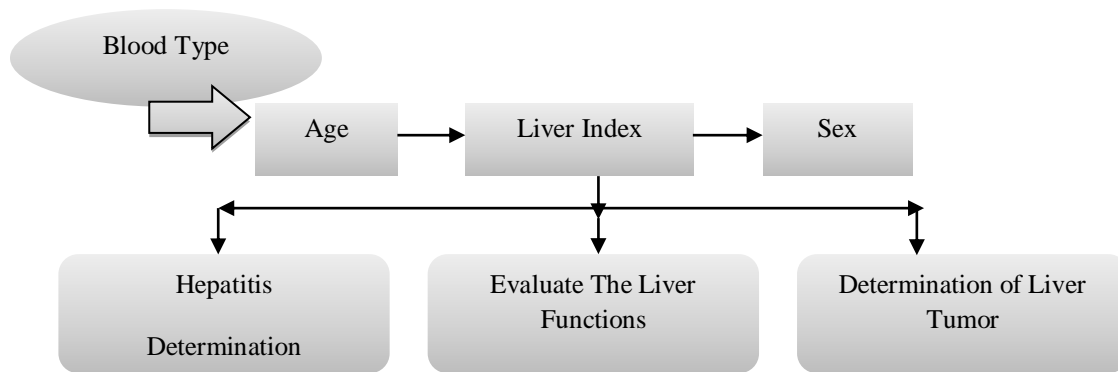 Blood Type
Age
Liver Index
Sex
Hepatitis
Determination
Evaluate The Liver
Functions
Determination of Liver
Tumor